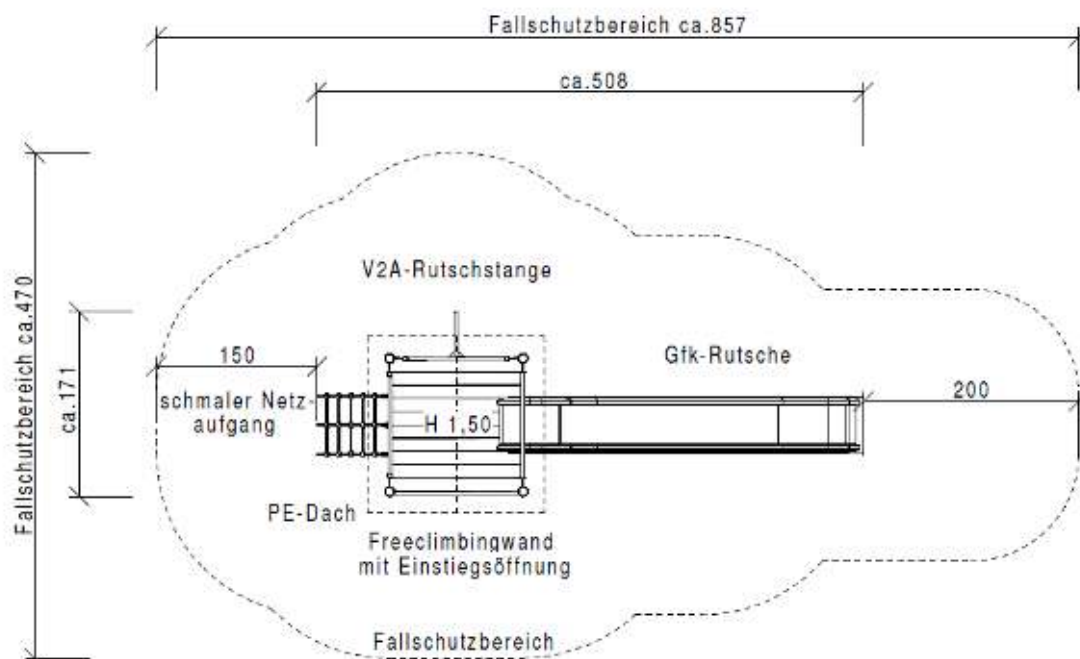 Fallschutzbereich ca.857
ca.508
Fallschutzbereich ca.470
ca.171
V2A-Rutschstange
150
Gfk-Rutsche
200
schmaler Netz-
aufgang
H 1,50
PE-Dach
Freeclimbingwand
mit Einstiegsöffnung
Fallschutzbereich